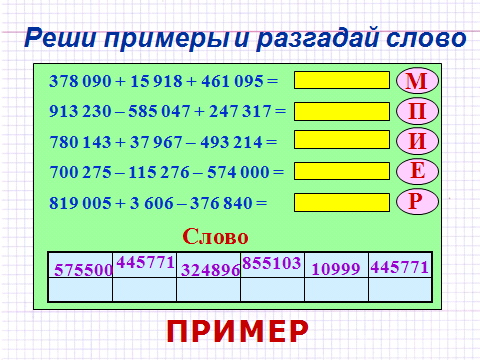 Реши примеры и разгадай слово
378 090 + 15 918 + 461 095 = М
913 230 – 585 047 + 247 317 = П
780 143 + 37 967 – 493 214 = И
700 275 – 115 276 – 574 000 = Е
819 005 + 3 606 – 376 840 = Р
Слово
575500 445771 324896 855103 10999 445771
ПРИМЕР